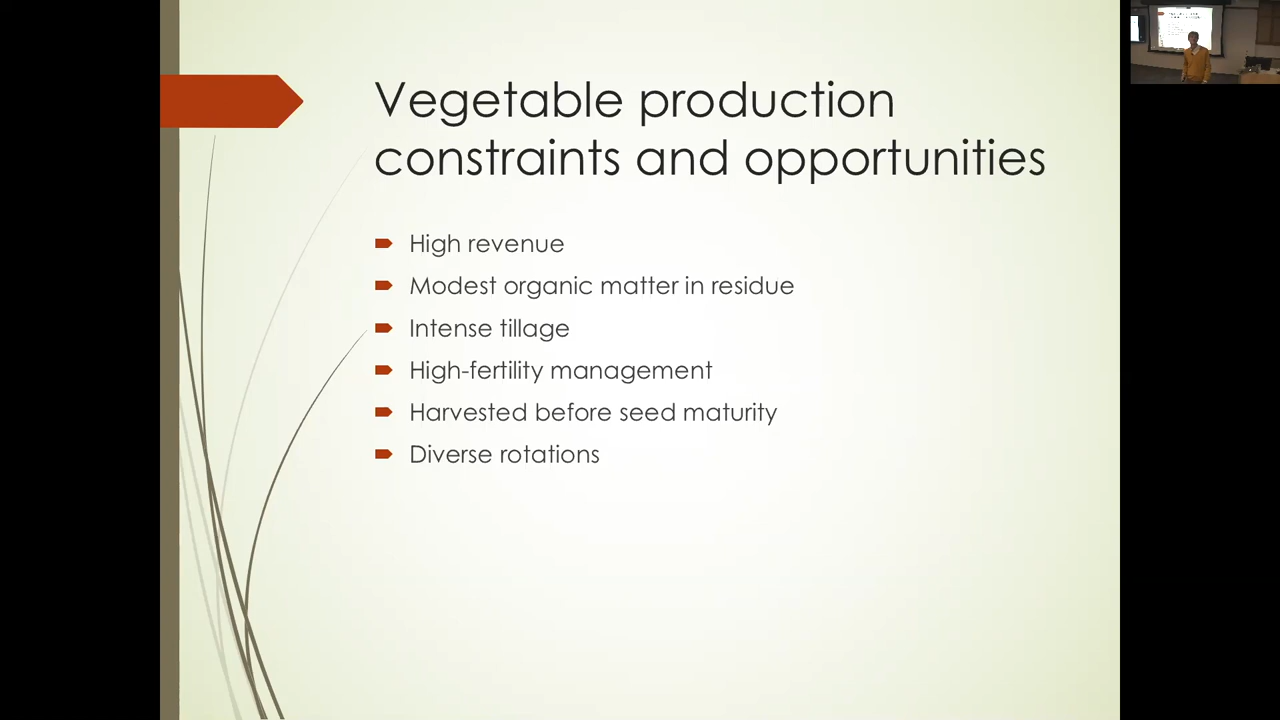 Vegetable production
constraints and opportunities
High revenue
Modest organic matter in residue
Intense tillage
High-fertility management
Harvested before seed maturity
Diverse rotations